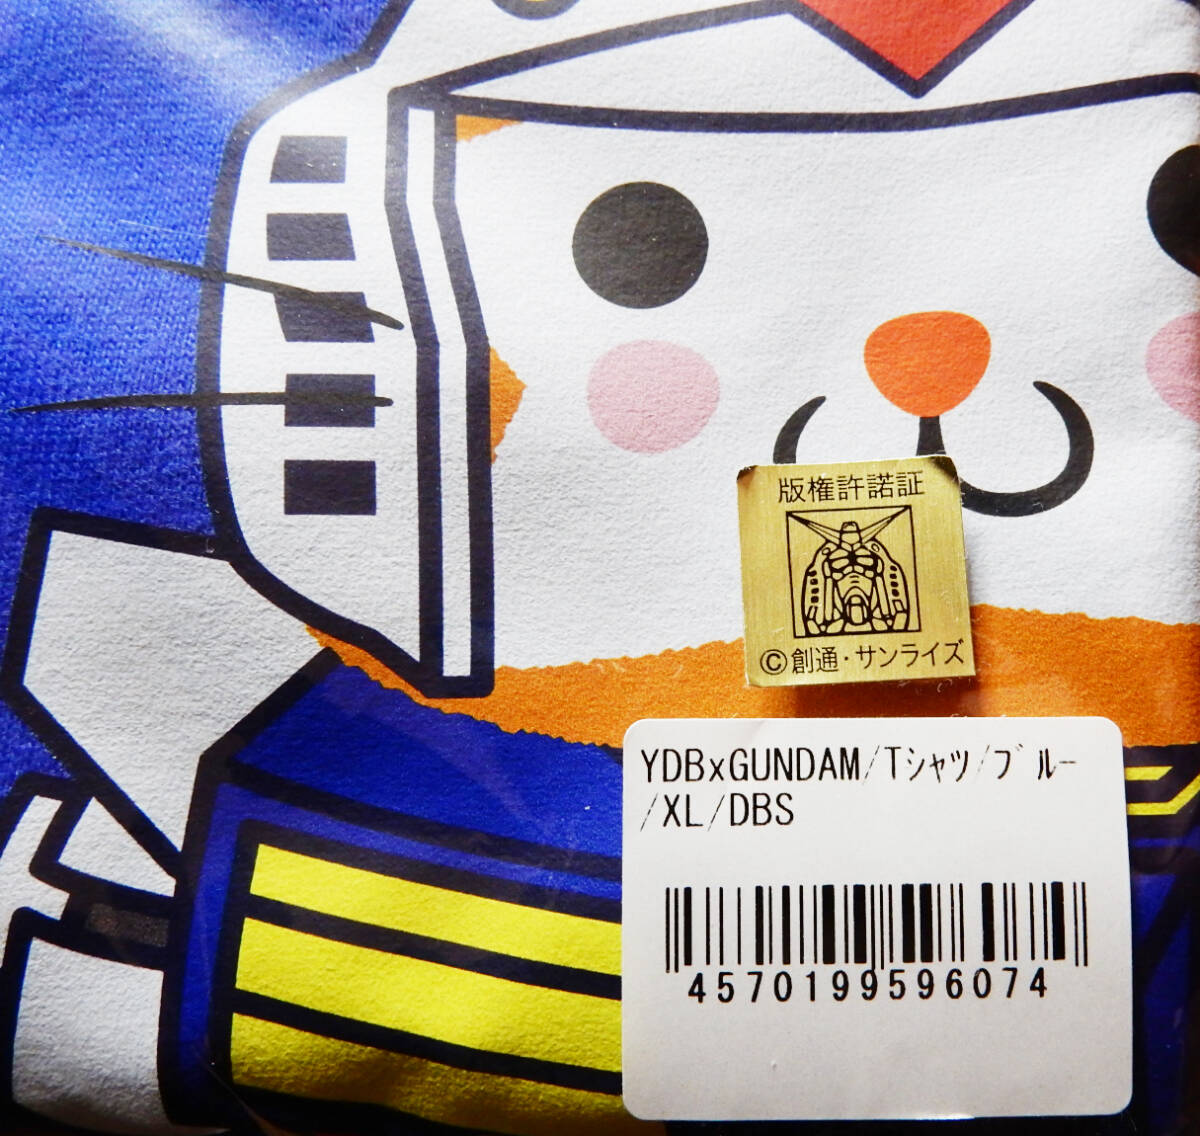 版権許諾証
©創通・サンライズ
YDBxGUNDAM/Tシャツ/ブルー
/XL/DBS
4570199596074